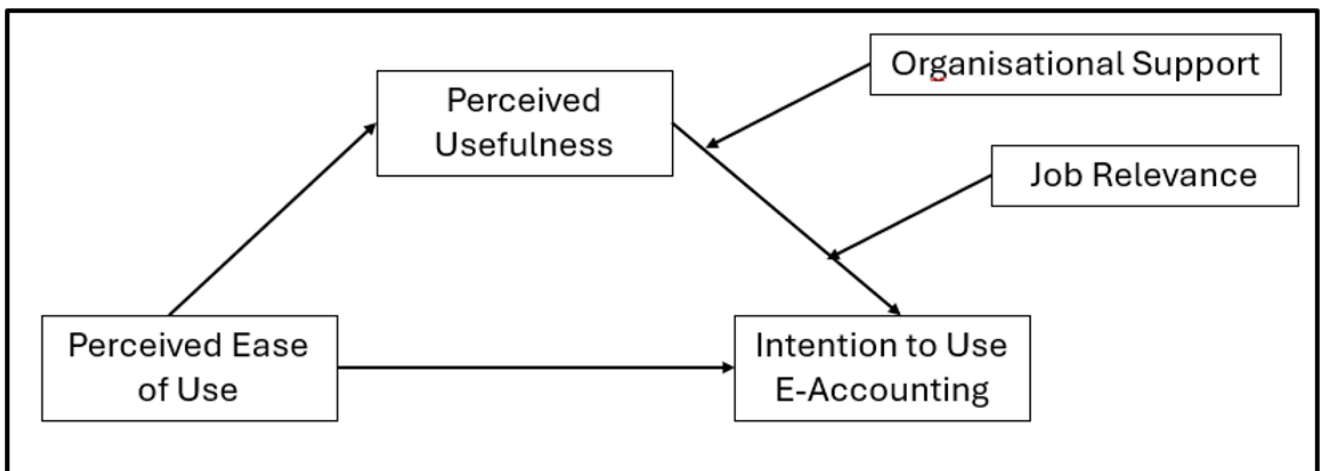 Organisational Support
Perceived
Usefulness
Job Relevance
Perceived Ease
of Use
Intention to Use
E-Accounting